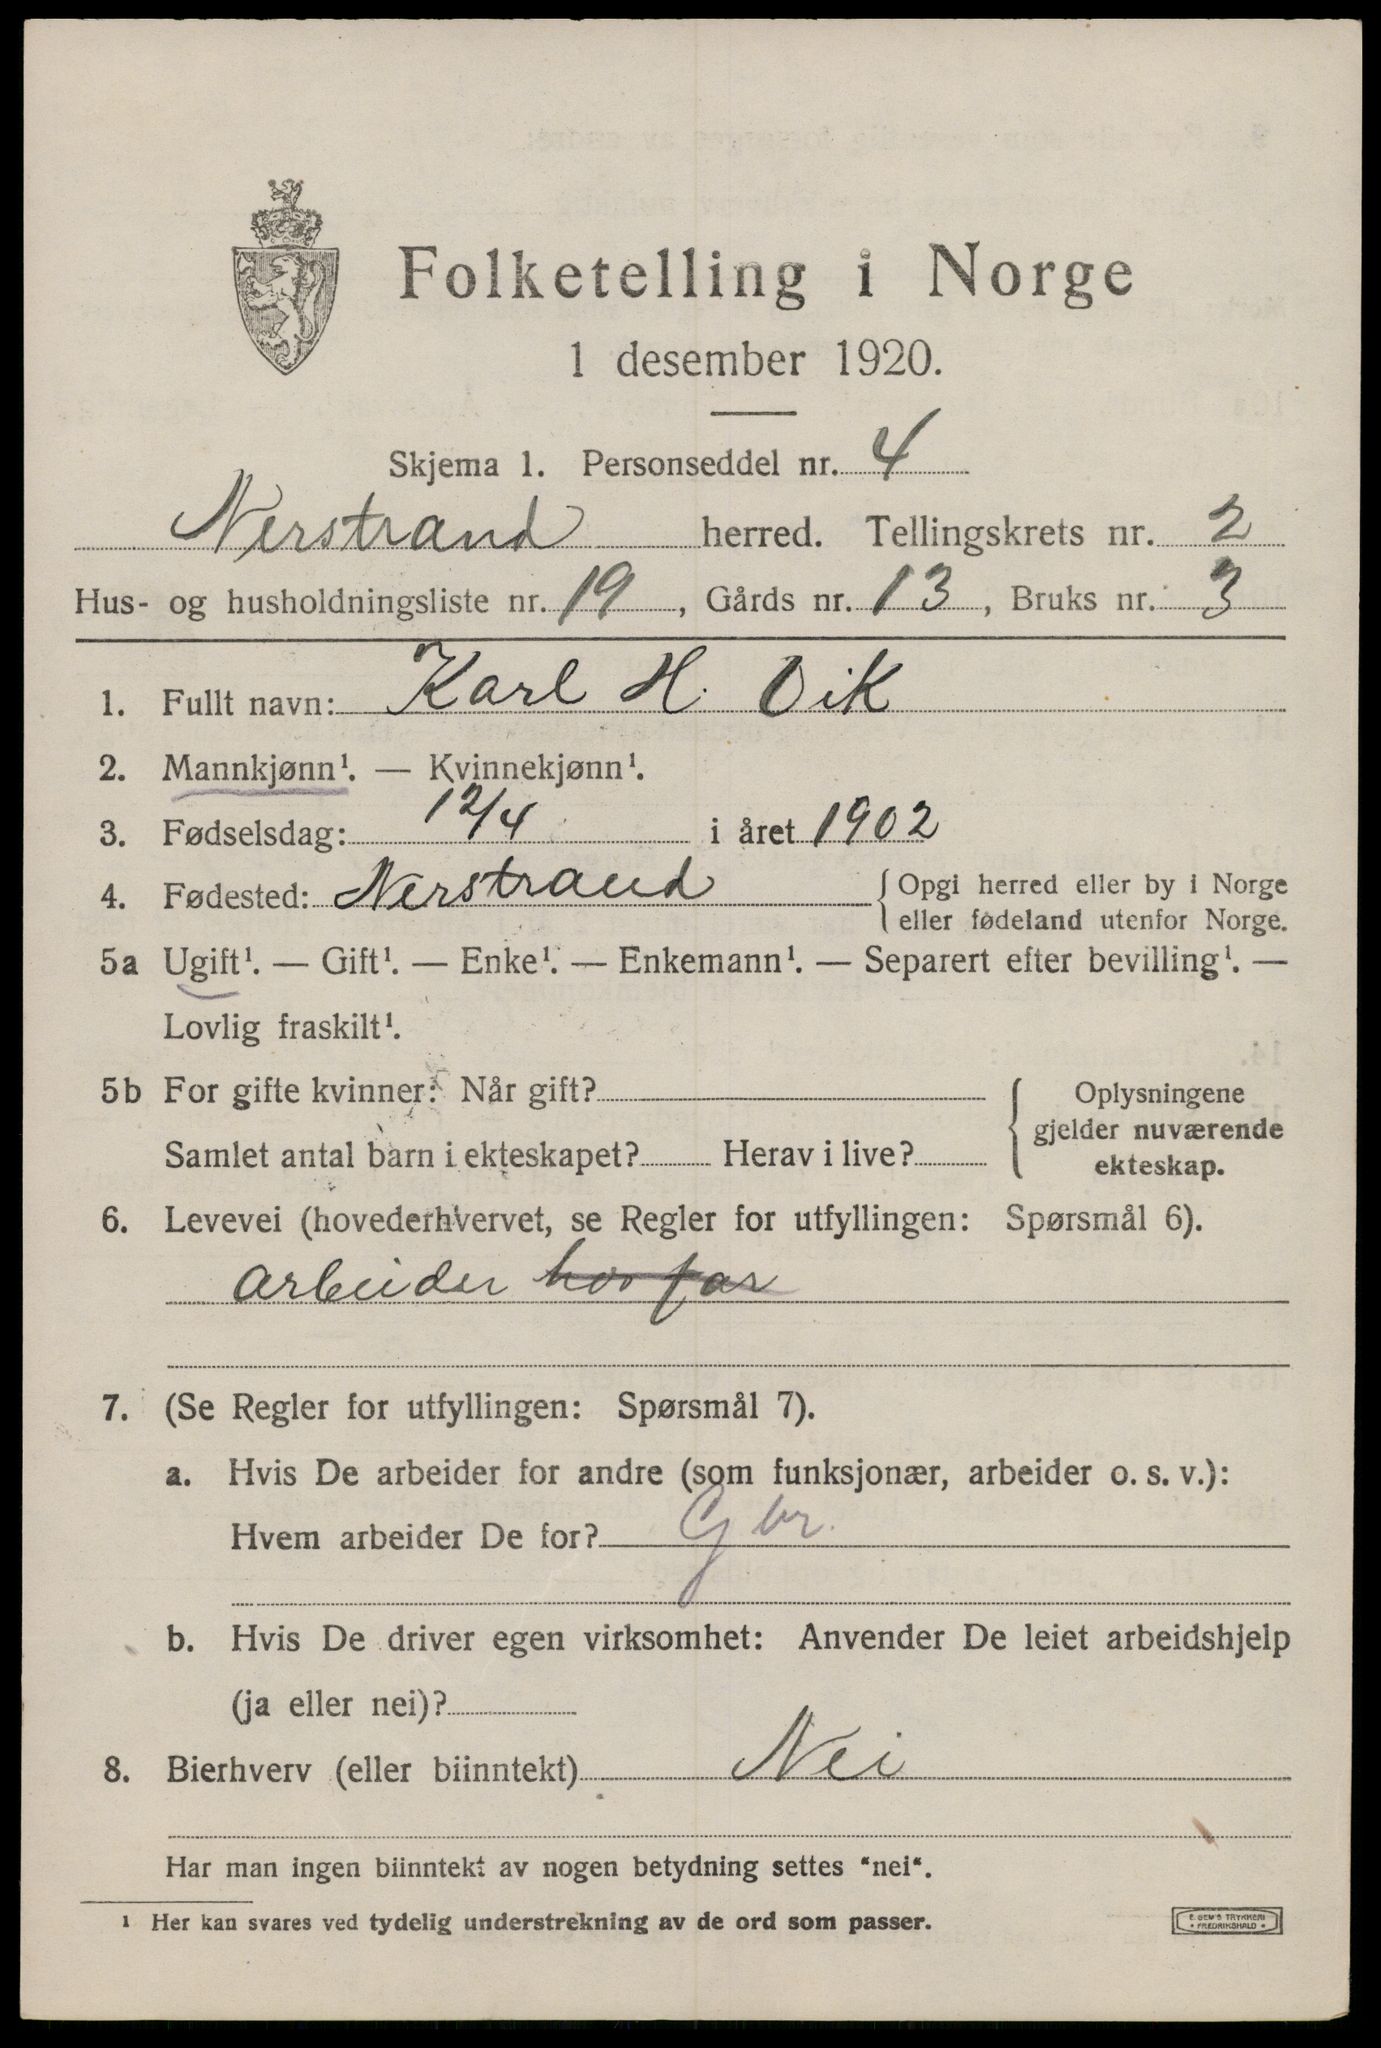 Folketelling i Norge
1 desember 1920.
Skjema 1. Personseddel nr. 4
Nerstrand herred. Tellingskrets nr. 2
Hus- og husholdningsliste nr. 19, Gårds nr. 13, Bruks nr. 3
1. Fullt navn: Karl H. Vik
2. Mannkjønn¹. — Kvinnekjønn¹.
3. Fødselsdag: 12/4 i året 1902
4. Fødested: Nerstrand { Opgi herred eller by i Norge
eller fødeland utenfor Norge.
5a Ugift¹. — Gift¹. — Enke¹. — Enkemann¹. — Separert efter bevilling¹. —
Lovlig fraskilt¹.
5b For gifte kvinner: Når gift? { Oplysningene
gjelder nuværende
Samlet antal barn i ekteskapet? Herav i live? ekteskap.
6. Levevei (hovederhvervet, se Regler for utfyllingen: Spørsmål 6).
arbeider hos far
7. (Se Regler for utfyllingen: Spørsmål 7).
a. Hvis De arbeider for andre (som funksjonær, arbeider o. s. v.):
Hvem arbeider De for? Gbr.
b. Hvis De driver egen virksomhet: Anvender De leiet arbeidshjelp
(ja eller nei)?
8. Bierhverv (eller biinntekt) Nei
Har man ingen biinntekt av nogen betydning settes "nei".
¹ Her kan svares ved tydelig understrekning av de ord som passer.
E. SEM'S TRYKKERI
• FREDRIKSHALD •